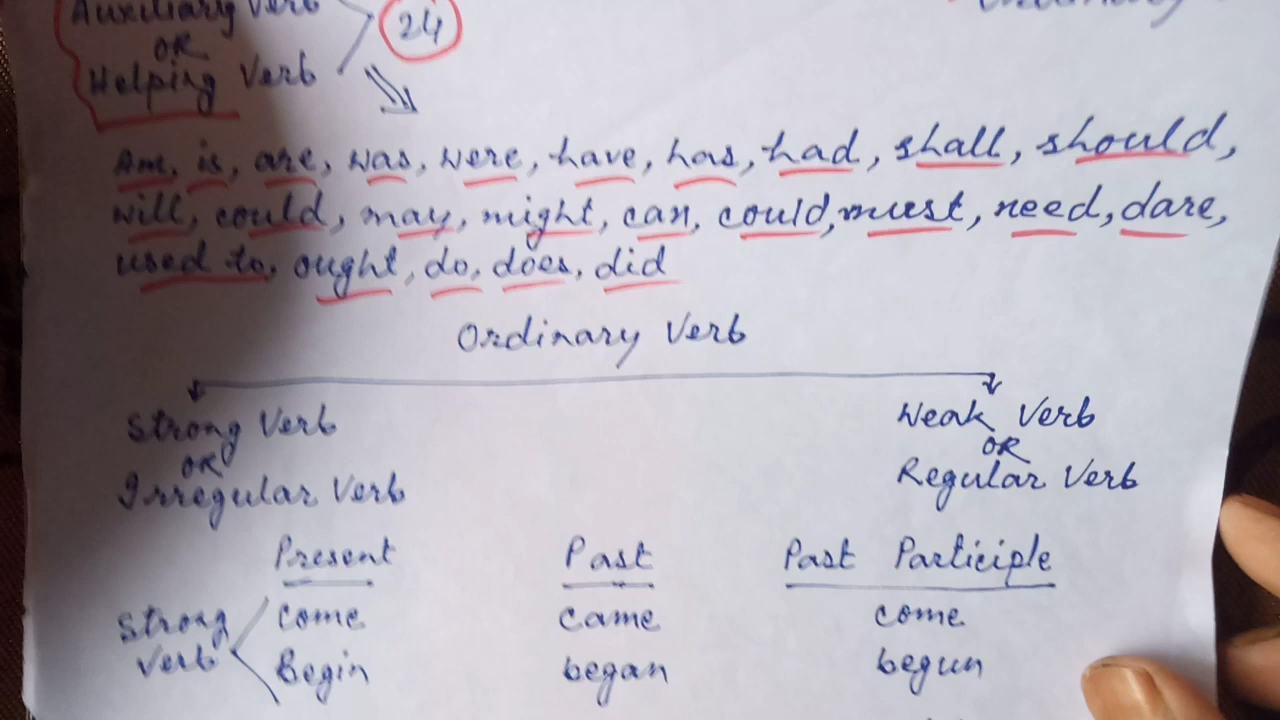 Auxiliary Verb
OR
Helping Verb
24
Am, is, are, was, were, have, has, had, shall, should,
will, could, may, might, can, could, must, need, dare,
used to, ought, do, does, did
Ordinary Verb
Strong Verb
OR
Irregular Verb
Weak Verb
OR
Regular Verb
Present Past Past Participle
Strong Verb
come came come
Begin began begun